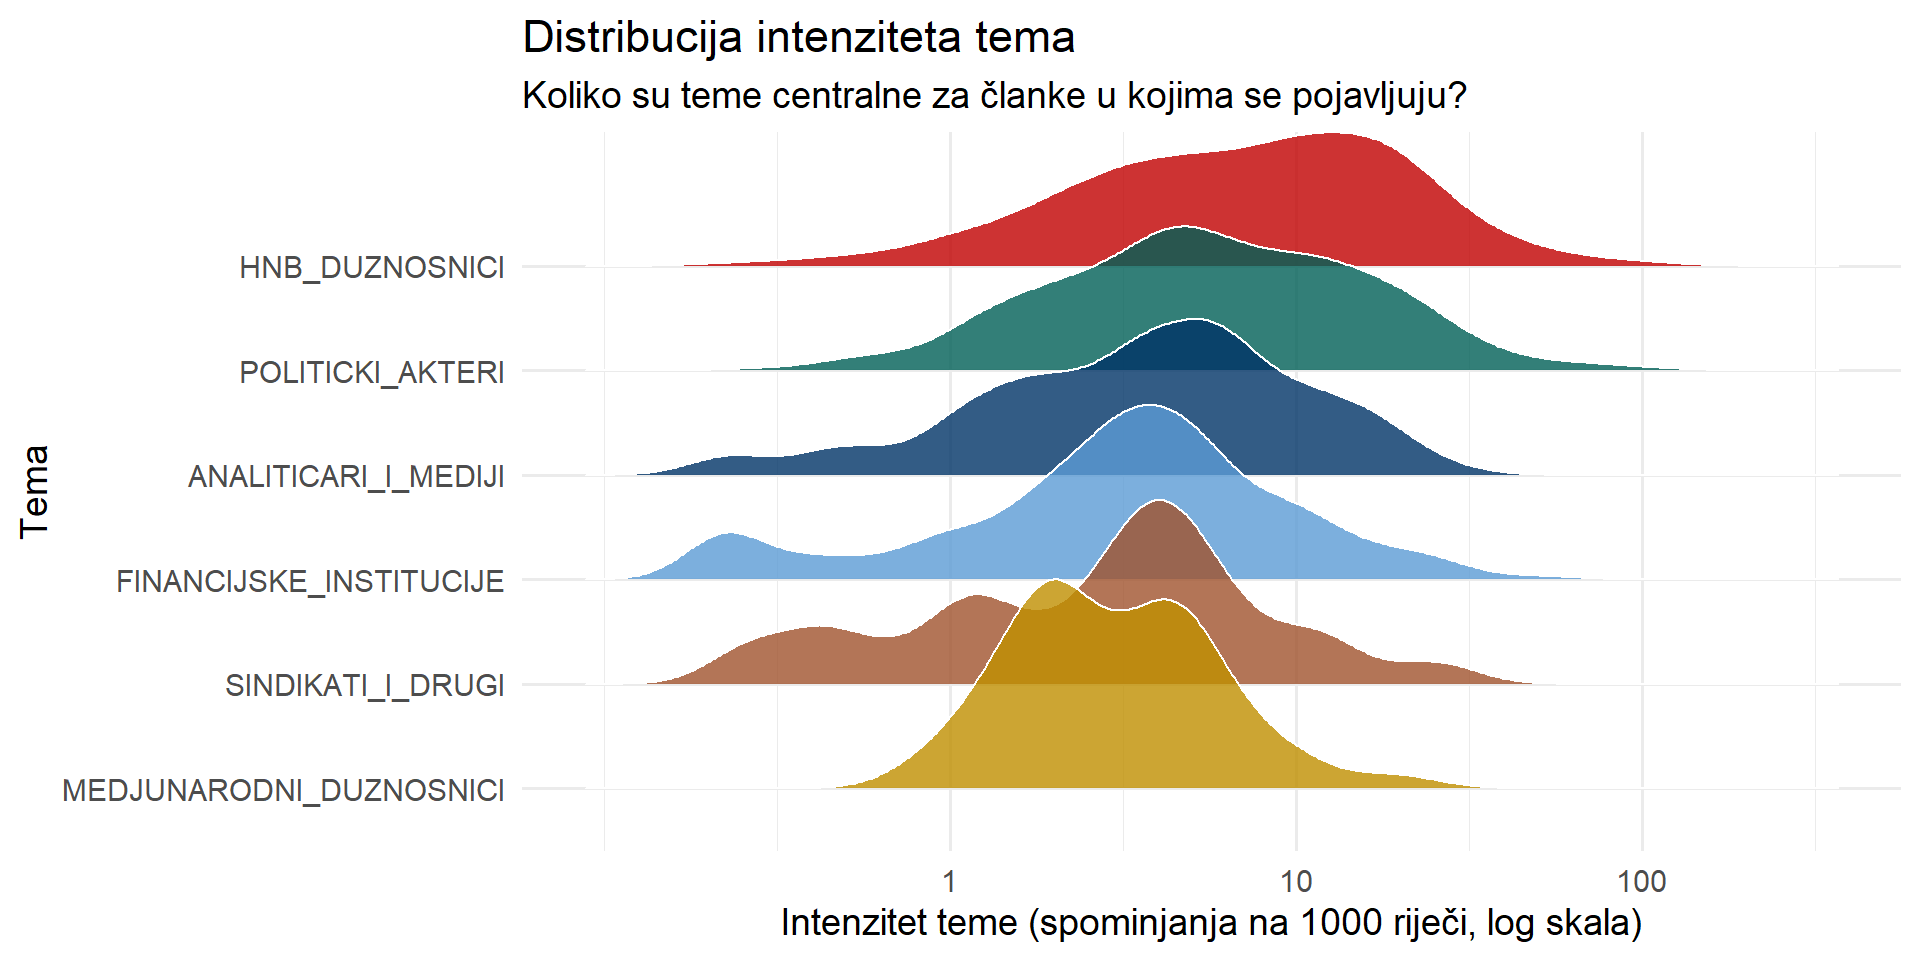 Distribucija intenziteta tema
Koliko su teme centralne za članke u kojima se pojavljuju?
Tema
HNB_DUZNOSNICI
POLITICKI_AKTERI
ANALITICARI_I_MEDIJI
FINANCIJSKE_INSTITUCIJE
SINDIKATI_I_DRUGI
MEDJUNARODNI_DUZNOSNICI
1 10 100
Intenzitet teme (spominjanja na 1000 riječi, log skala)